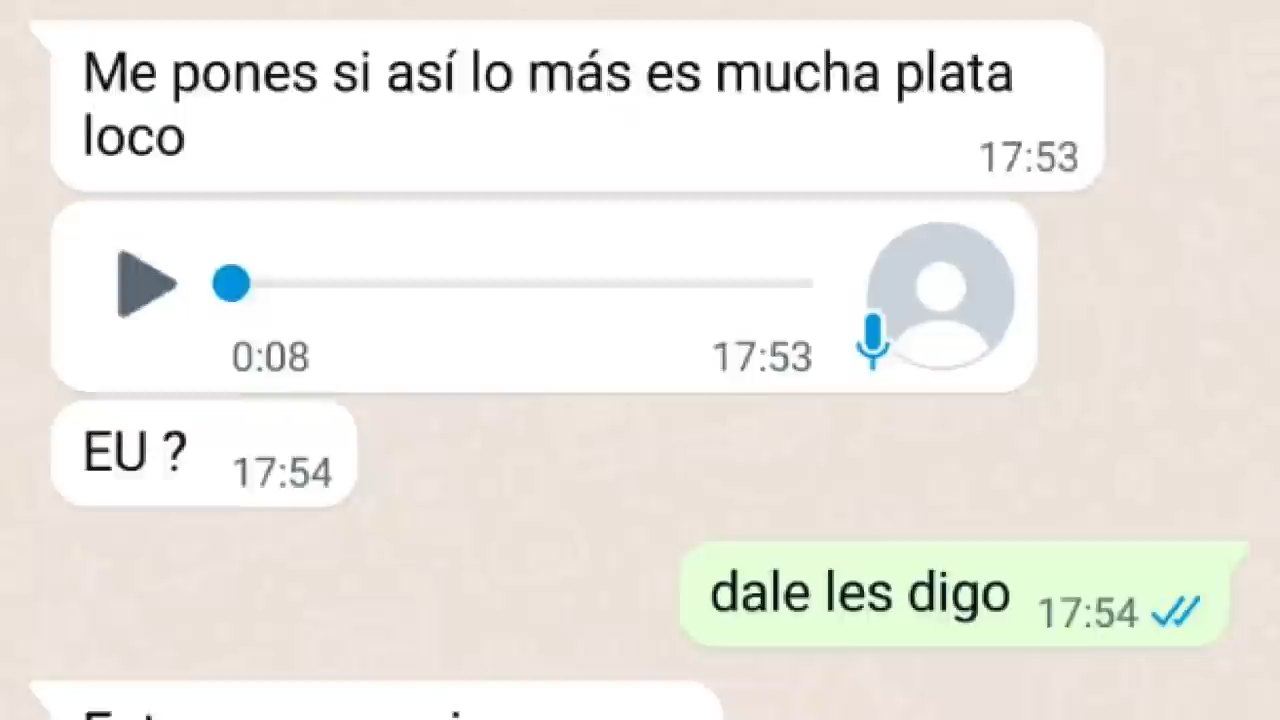 Me pones si así lo más es mucha plata
loco
17:53
0:08 17:53
EU ? 17:54
dale les digo 17:54